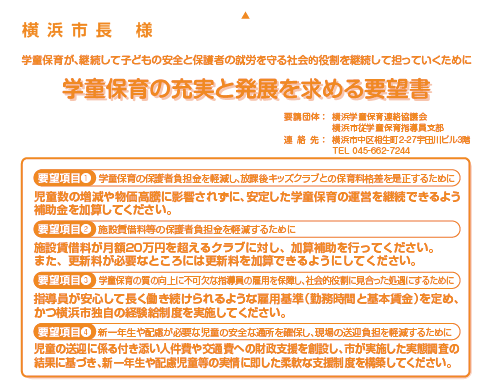 横浜市長 様
学童保育が、継続して子どもの安全と保護者の就労を守る社会的役割を継続して担っていくために
学童保育の充実と発展を求める要望書
要請団体： 横浜学童保育連絡協議会
横浜市従学童保育指導員支部
連絡先： 横浜市中区相生町2-27宇田川ビル3階
TEL 045-662-7244
要望項目❶ 学童保育の保護者負担金を軽減し、放課後キッズクラブとの保育料格差を是正するために
児童数の増減や物価高騰に影響されずに、安定した学童保育の運営を継続できるよう
補助金を加算してください。
要望項目❷ 施設賃借料等の保護者負担金を軽減するために
施設賃借料が月額20万円を超えるクラブに対し、加算補助を行ってください。
また、更新料が必要なところには更新料を加算できるようにしてください。
要望項目❸ 学童保育の質の向上に不可欠な指導員の雇用を保障し、社会的役割に見合った処遇にするために
指導員が安心して長く働き続けられるような雇用基準（勤務時間と基本賃金）を定め、
かつ横浜市独自の経験給制度を実施してください。
要望項目❹ 新一年生や配慮が必要な児童の安全な通所を確保し、現場の送迎負担を軽減するために
児童の送迎に係る付き添い人件費や交通費への財政支援を創設し、市が実施した実態調査の
結果に基づき、新一年生や配慮児童等の実情に即した柔軟な支援制度を構築してください。